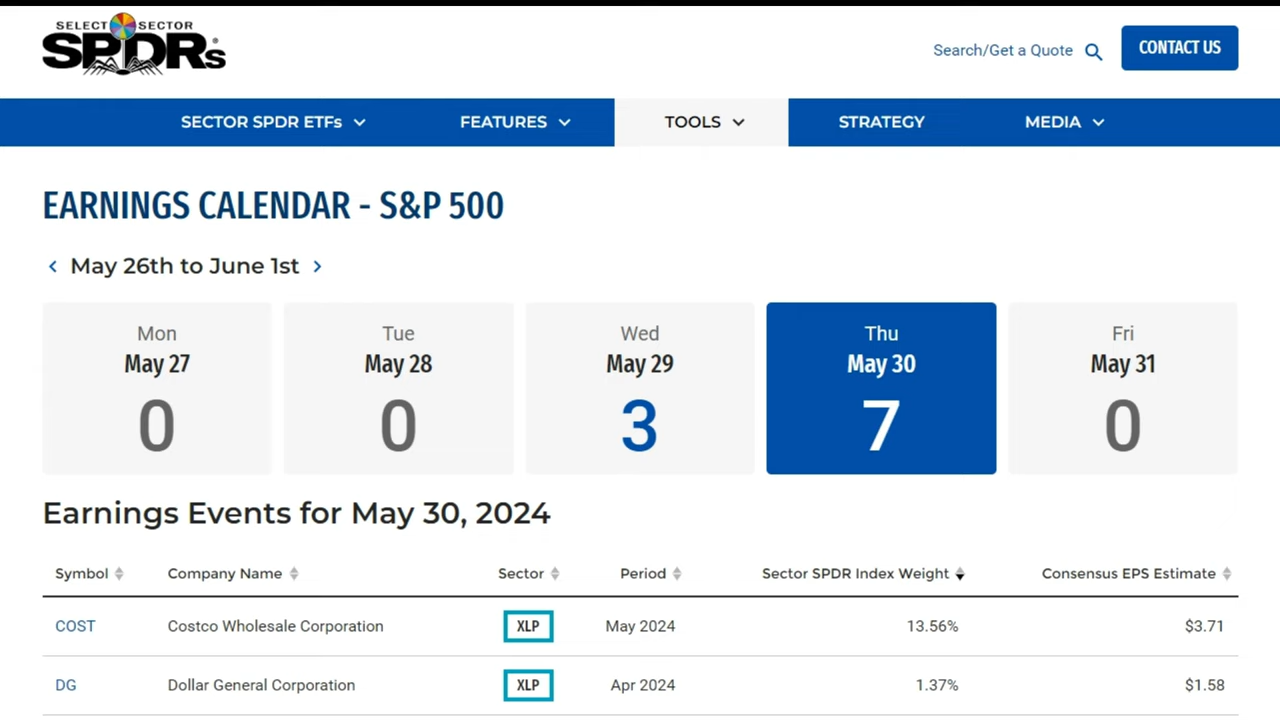 SELECT SECTOR
SPDRs®
Search/Get a Quote
CONTACT US
SECTOR SPDR ETFs
FEATURES
TOOLS
STRATEGY
MEDIA
EARNINGS CALENDAR - S&P 500
May 26th to June 1st
Mon
May 27
0
Tue
May 28
0
Wed
May 29
3
Thu
May 30
7
Fri
May 31
0
Earnings Events for May 30, 2024
Symbol Company Name Sector Period Sector SPDR Index Weight Consensus EPS Estimate
COST Costco Wholesale Corporation XLP May 2024 13.56% $3.71
DG Dollar General Corporation XLP Apr 2024 1.37% $1.58